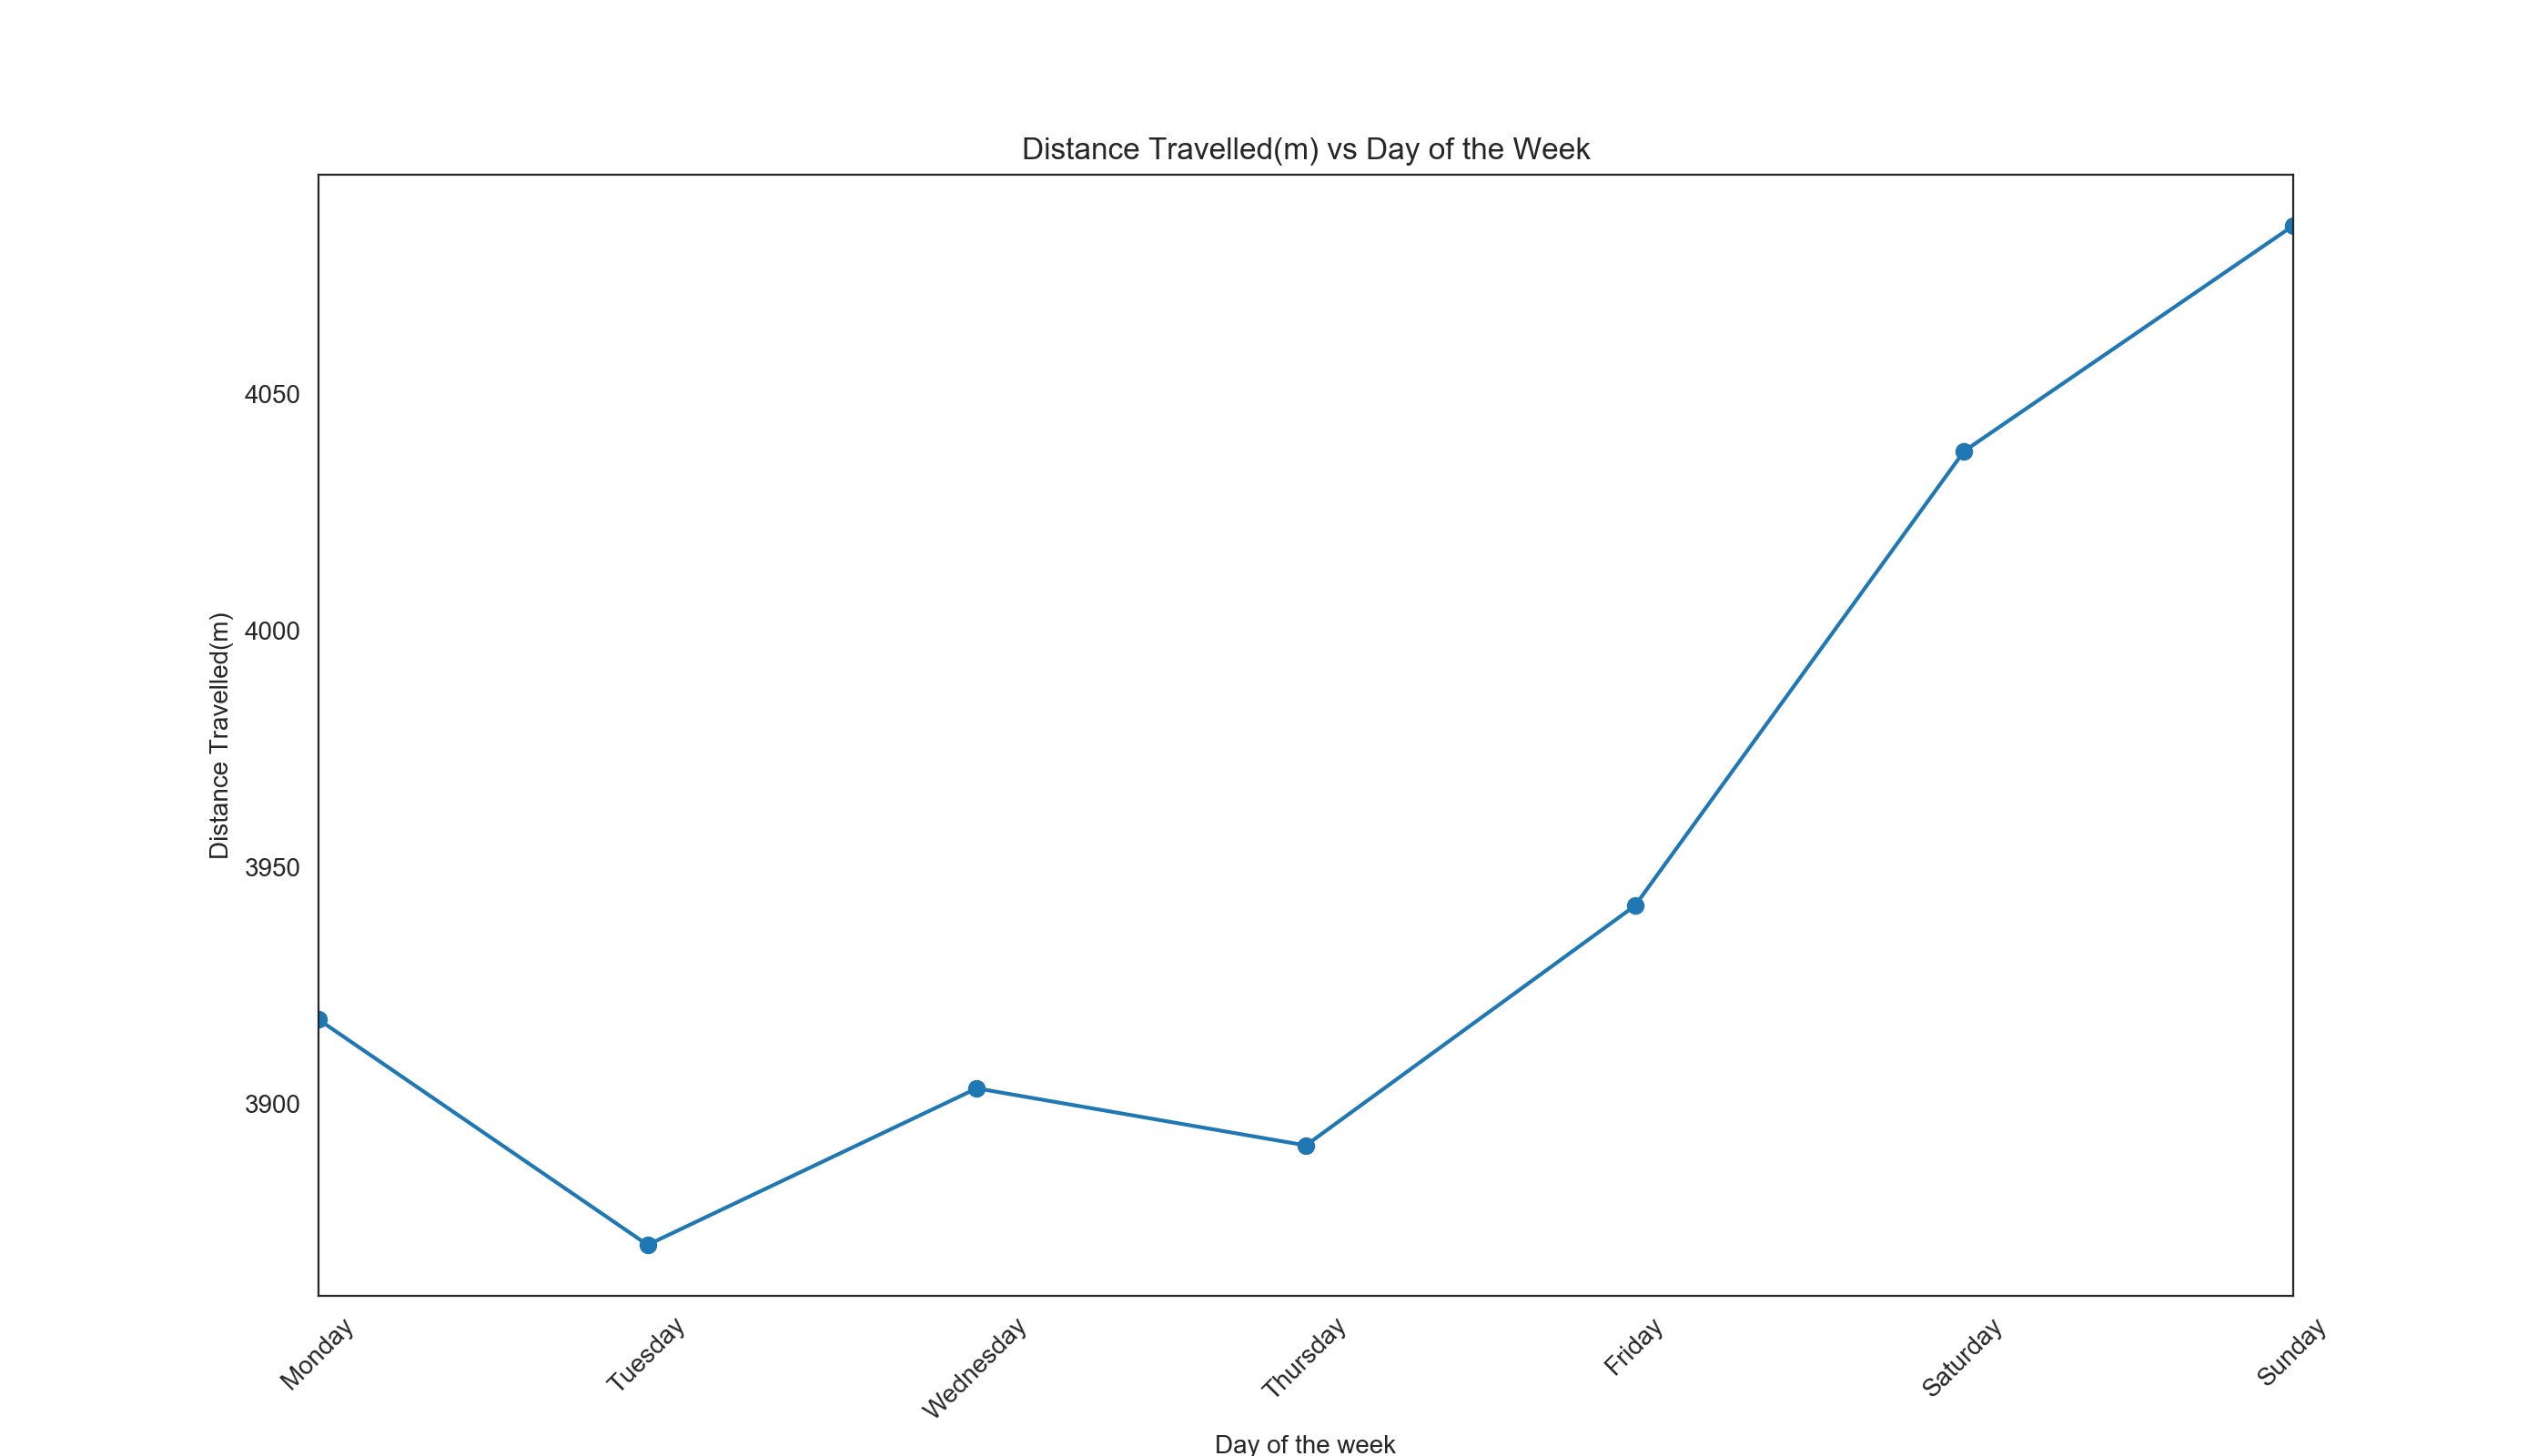 Distance Travelled(m) vs Day of the Week
Distance Travelled(m)
4050
4000
3950
3900
Monday
Tuesday
Wednesday
Thursday
Friday
Saturday
Sunday
Day of the week